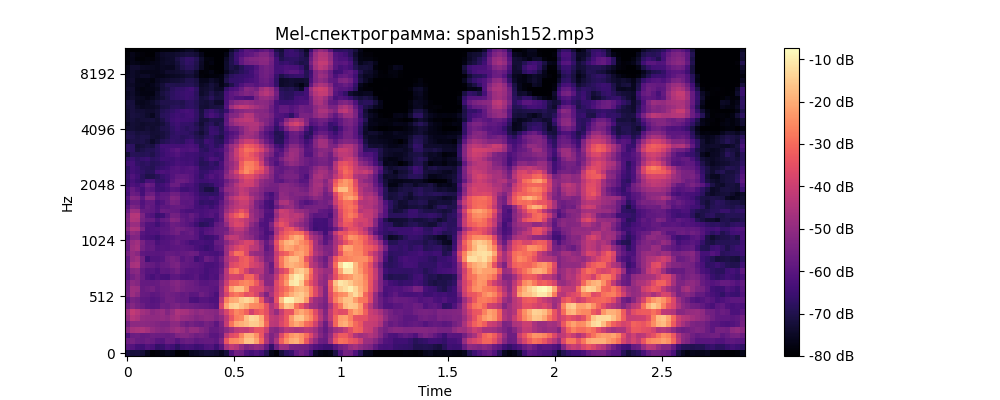 Mel-спектрограмма: spanish152.mp3
8192
4096
2048
1024
512
0
Hz
0 0.5 1 1.5 2 2.5
Time
-10 dB
-20 dB
-30 dB
-40 dB
-50 dB
-60 dB
-70 dB
-80 dB